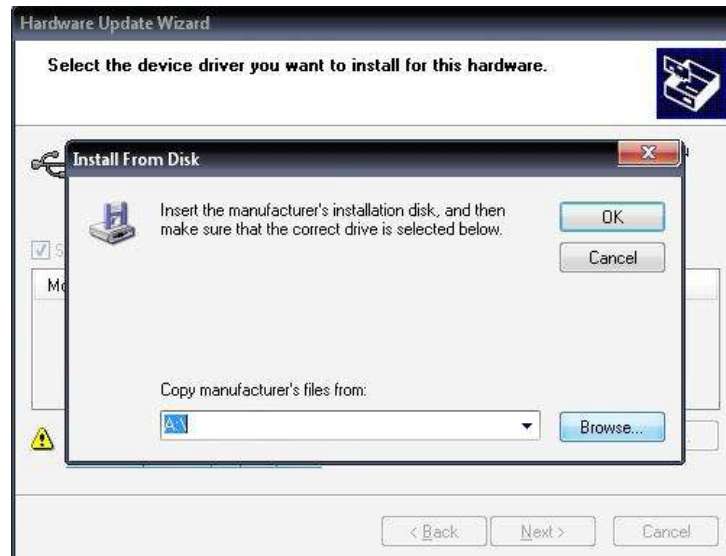 Hardware Update Wizard
Select the device driver you want to install for this hardware.
Install From Disk
Insert the manufacturer's installation disk, and then
make sure that the correct drive is selected below.
OK
Cancel
Copy manufacturer's files from:
A:\
Browse...
< Back
Next >
Cancel